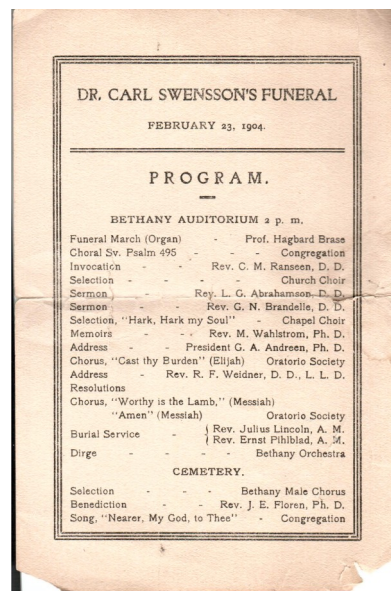 DR. CARL SWENSSON'S FUNERAL
FEBRUARY 23, 1904.
PROGRAM.
BETHANY AUDITORIUM 2 p. m.
Funeral March (Organ) - Prof. Hagbard Brase
Choral Sv. Psalm 495 - - - Congregation
Invocation - - Rev. C. M. Ranseen, D. D.
Selection - - - - Church Choir
Sermon - - Rev. L. G. Abrahamson, D. D.
Sermon - - - Rev. G. N. Brandelle, D. D.
Selection, "Hark, Hark my Soul" - Chapel Choir
Memoirs - - - Rev. M. Wahlstrom, Ph. D.
Address - - President G. A. Andreen, Ph. D.
Chorus, "Cast thy Burden" (Elijah) Oratorio Society
Address - Rev. R. F. Weidner, D. D., L. L. D.
Resolutions
Chorus, "Worthy is the Lamb," (Messiah)
"Amen" (Messiah) Oratorio Society
Burial Service - { Rev. Julius Lincoln, A. M.
{ Rev. Ernst Pihlblad, A. M.
Dirge - - - - - Bethany Orchestra
CEMETERY.
Selection - - - Bethany Male Chorus
Benediction - - Rev. J. E. Floren, Ph. D.
Song, "Nearer, My God, to Thee" - Congregation